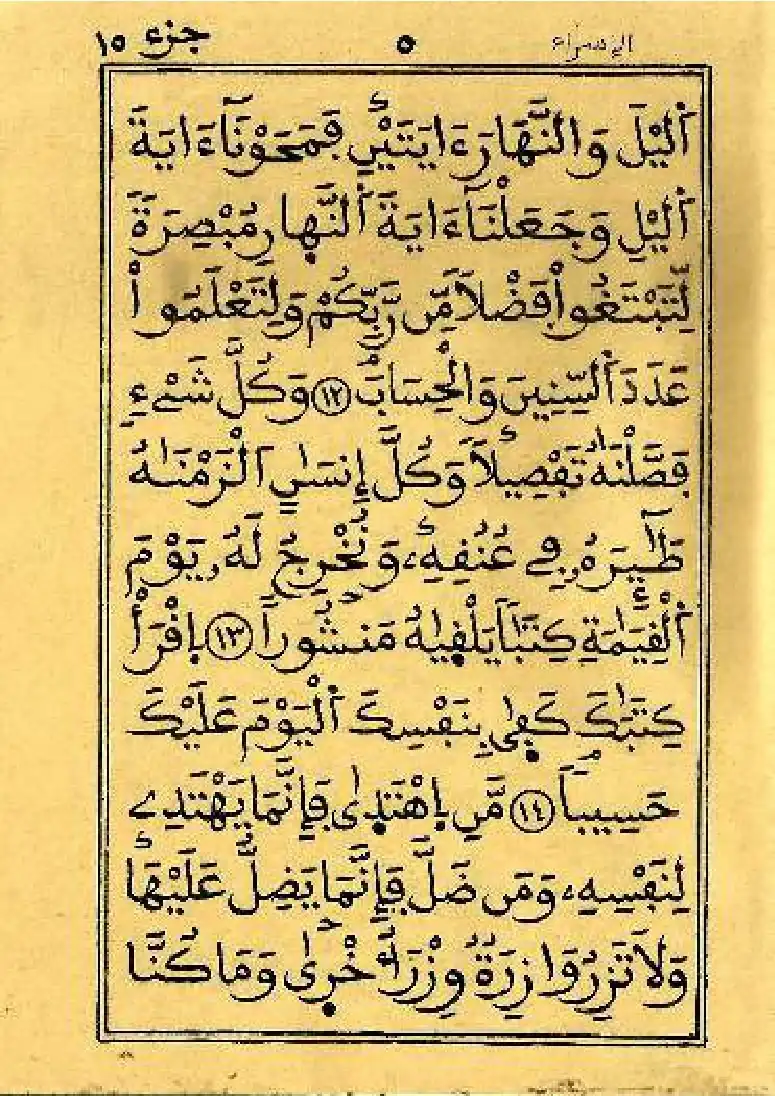 الإسراء ٥ جزء ١٥
اَ۬ليْلَ وَالنَّهَارَ ءَايَتَيْنِ فَمَحَوْنَآ ءَايَةَ
اَ۬ليْلِ وَجَعَلْنَآ ءَايَةَ اَ۬لنَّه۪ارِ مُبْصِرَةٗ
لِّتَبْتَغُواْ فَضْلاٗ مِّن رَّبِّكُمْ وَلِتَعْلَمُواْ
عَدَدَ اَ۬لسِّنِينَ وَالْحِسَابَۖ ١٢ وَكُلَّ شَےْءٖ
فَصَّلْنَٰهُ تَفْصِيلاٗ وَكُلَّ إِنسَٰنٍ اَلْزَمْنَٰهُ
طَٰٓئِرَهُۥ فِے عُنُقِهِۦ وَنُخْرِجُ لَهُۥ يَوْمَ
اَ۬لْقِيَٰمَةِ كِتَٰباٗ يَلْق۪ىٰهُ مَنشُوراًۖ ١٣ اِ۪قْرَأْ
كِتَٰبَكَ كَف۪ىٰ بِنَفْسِكَ اَ۬لْيَوْمَ عَلَيْكَ
حَسِيباٗۖ ١٤ مَّنِ اِ۪هْتَد۪ىٰ فَإِنَّمَا يَهْتَدِے
لِنَفْسِهِۦ وَمَن ضَلَّ فَإِنَّمَا يَضِلُّ عَلَيْهَا
وَلَا تَزِرُ وَازِرَةٞ وِزْرَ أُخْر۪ىٰ وَمَا كُنَّا